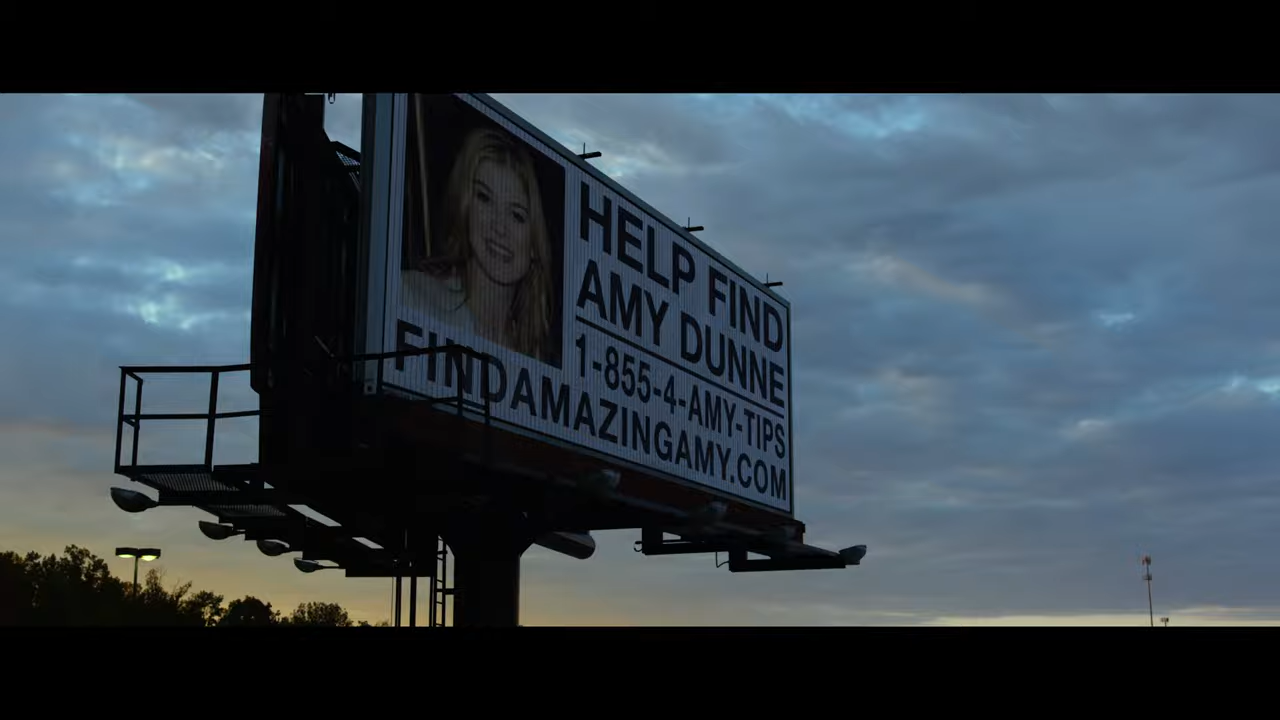 HELP FIND
AMY DUNNE
1-855-4-AMY-TIPS
FINDAMAZINGAMY.COM